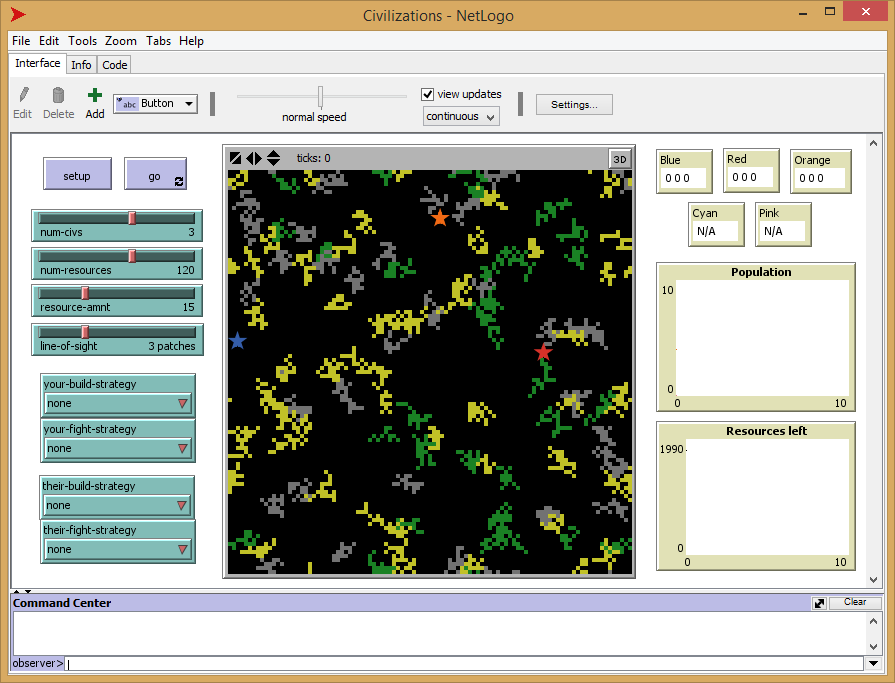 Civilizations - NetLogo
File Edit Tools Zoom Tabs Help
Interface Info Code
Edit Delete Add
abc Button
normal speed
view updates
continuous
Settings...
setup go
num-civs 3
num-resources 120
resource-amnt 15
line-of-sight 3 patches
your-build-strategy
none
your-fight-strategy
none
their-build-strategy
none
their-fight-strategy
none
ticks: 0
3D
Blue
0 0 0
Red
0 0 0
Orange
0 0 0
Cyan
N/A
Pink
N/A
Population
10
0
0 10
Resources left
1990
0
0 10
Command Center
Clear
observer>